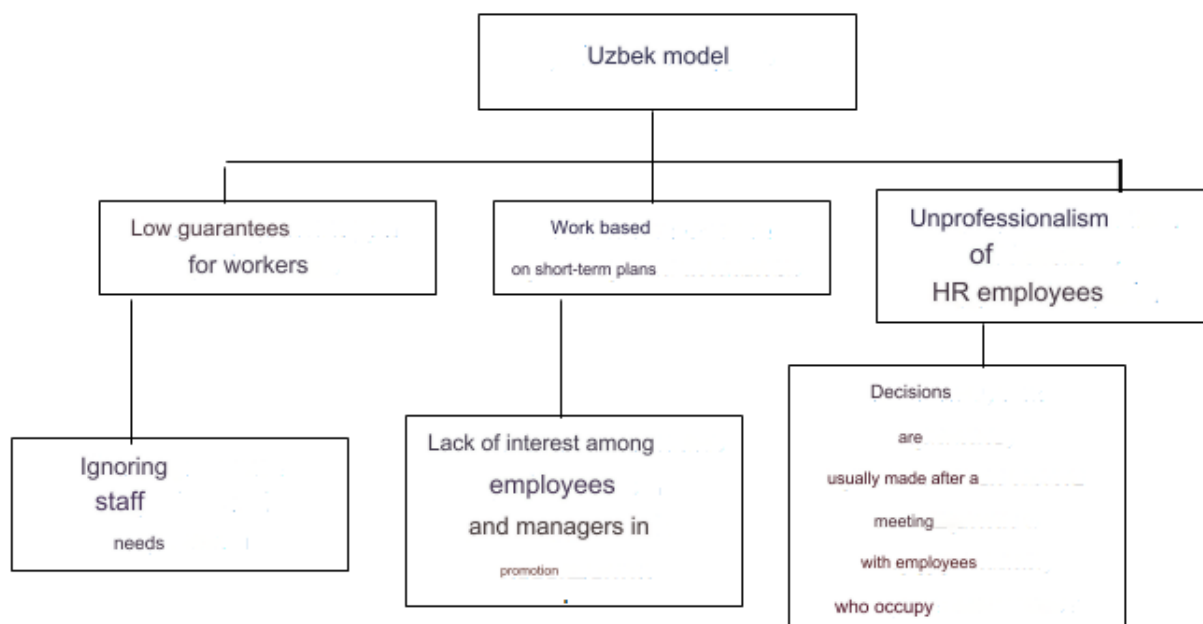 Uzbek model
Low guarantees
for workers
Work based
on short-term plans
Unprofessionalism
of
HR employees
Ignoring
staff
needs
Lack of interest among
employees
and managers in
promotion
Decisions
are
usually made after a
meeting
with employees
who occupy